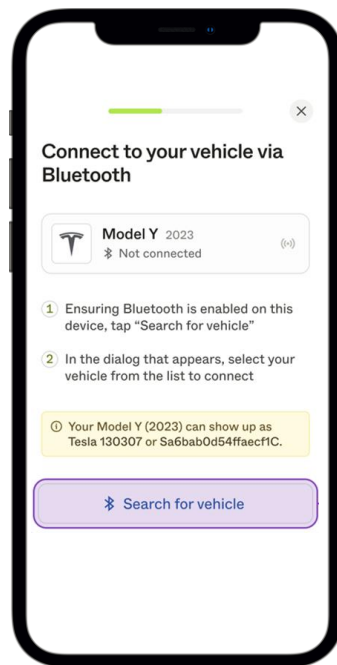 Connect to your vehicle via
Bluetooth
Model Y 2023
Not connected
1 Ensuring Bluetooth is enabled on this
device, tap “Search for vehicle”
2 In the dialog that appears, select your
vehicle from the list to connect
Your Model Y (2023) can show up as
Tesla 130307 or Sa6bab0d54ffaecf1C.
Search for vehicle